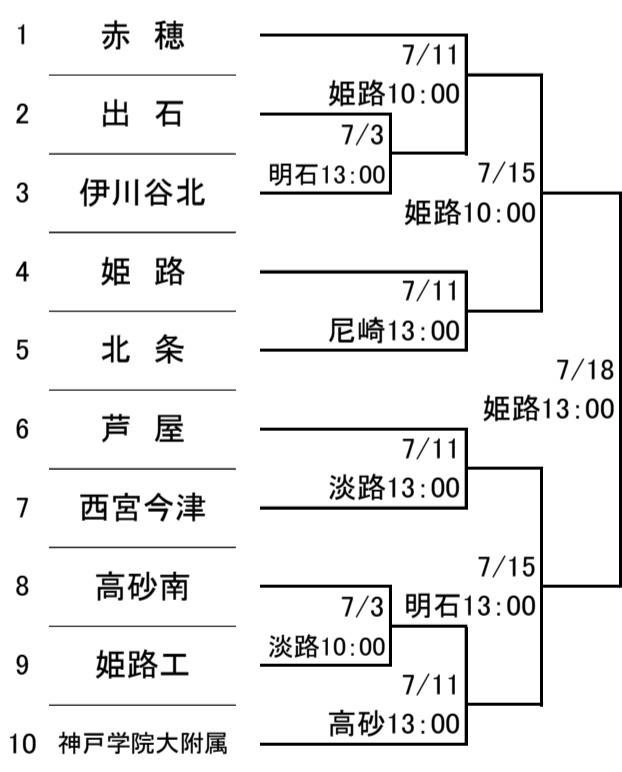 1 赤 穂
7/11
姫路10:00
2 出 石
7/3
明石13:00
3 伊川谷北
7/15
姫路10:00
4 姫 路
7/11
尼崎13:00
5 北 条
7/18
姫路13:00
6 芦 屋
7/11
淡路13:00
7 西宮今津
7/15
明石13:00
8 高砂南
7/3
淡路10:00
9 姫路工
7/11
高砂13:00
10 神戸学院大附属